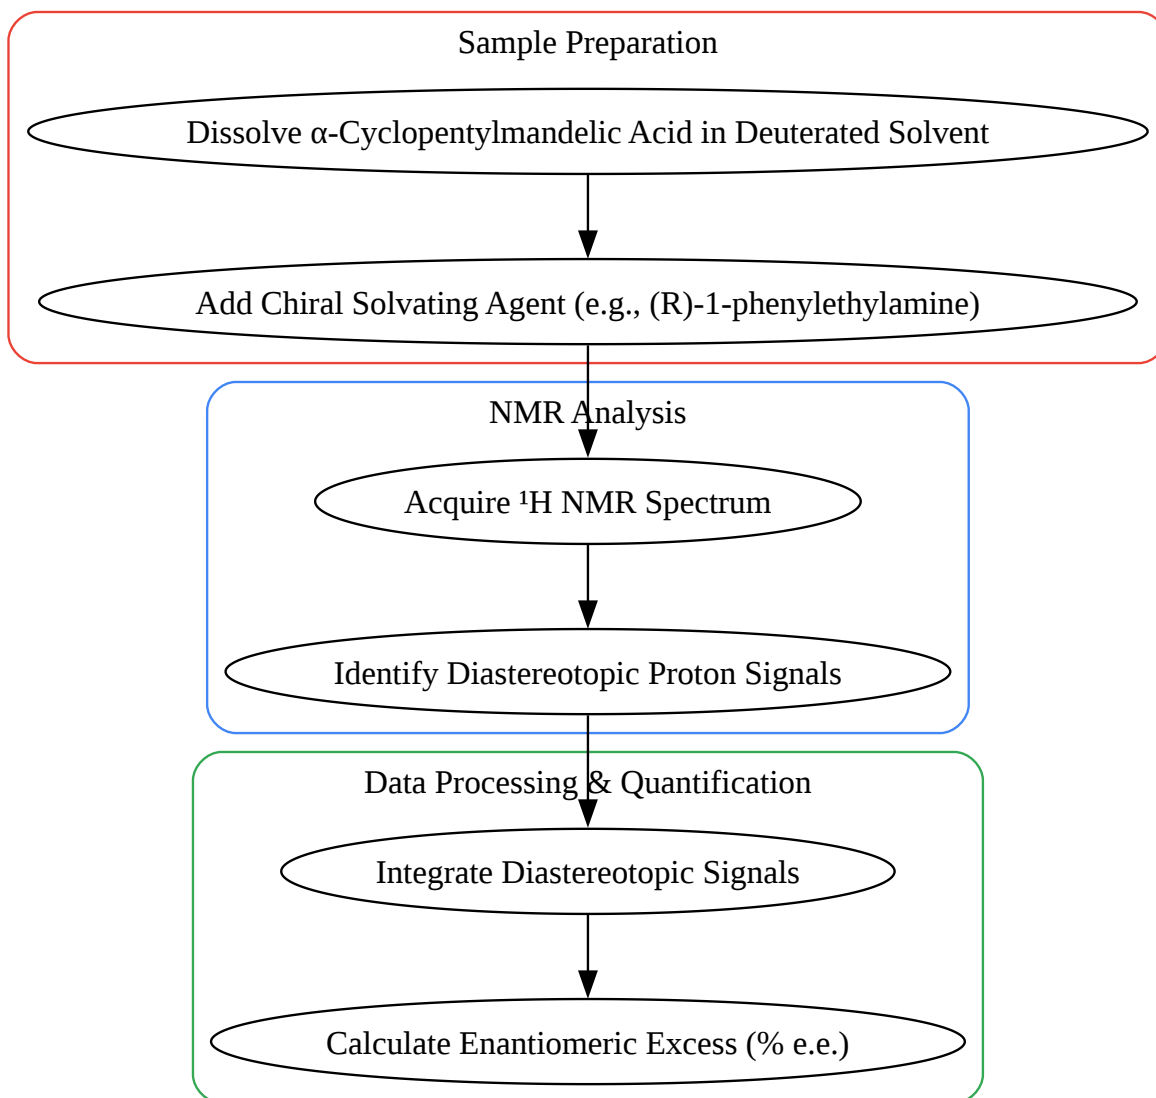 Sample Preparation
Dissolve α-Cyclopentylmandelic Acid in Deuterated Solvent
Add Chiral Solvating Agent (e.g., (R)-1-phenylethylamine)
NMR Analysis
Acquire ¹H NMR Spectrum
Identify Diastereotopic Proton Signals
Data Processing & Quantification
Integrate Diastereotopic Signals
Calculate Enantiomeric Excess (% e.e.)